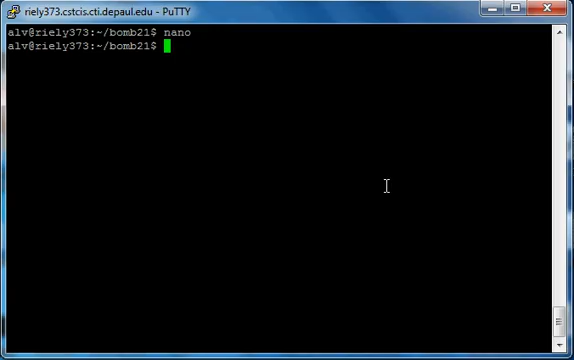 riely373.cstcis.cti.depaul.edu - PuTTY
alv@riely373:~/bomb21$ nano
alv@riely373:~/bomb21$